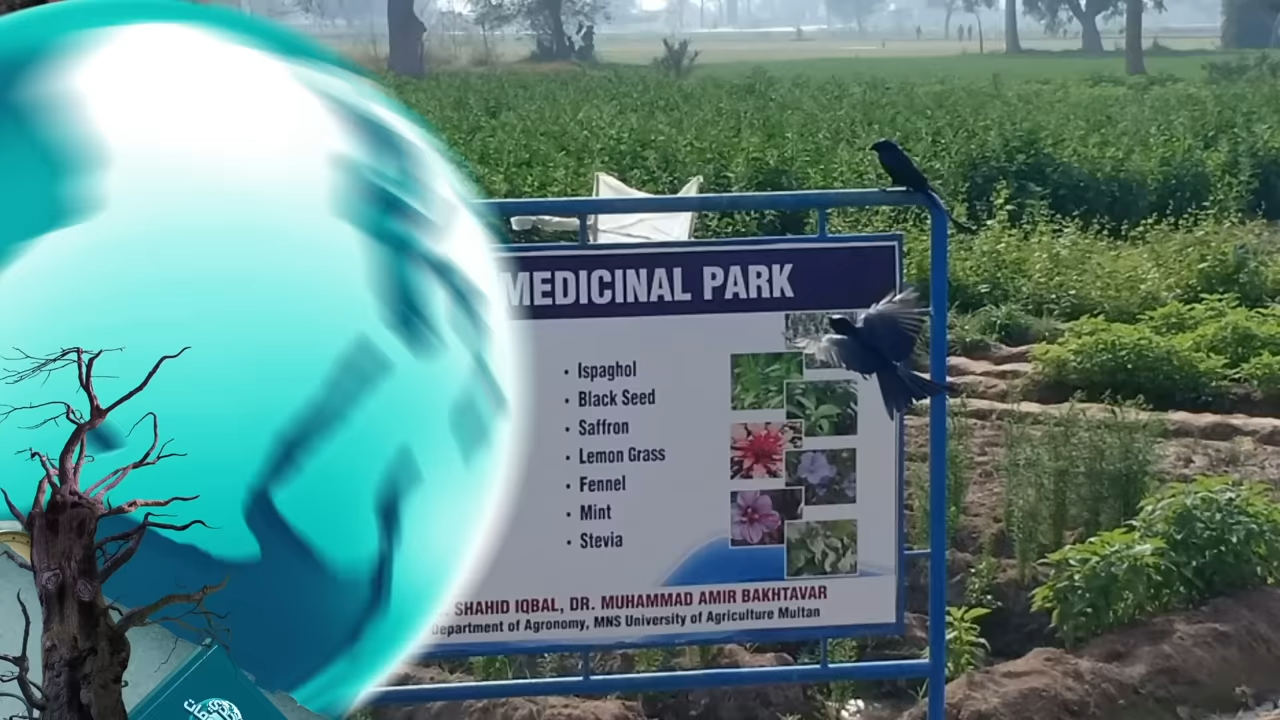 MEDICINAL PARK
• Ispaghol
• Black Seed
• Saffron
• Lemon Grass
• Fennel
• Mint
• Stevia
SHAHID IQBAL, DR. MUHAMMAD AMIR BAKHTAVAR
Department of Agronomy, MNS University of Agriculture Multan